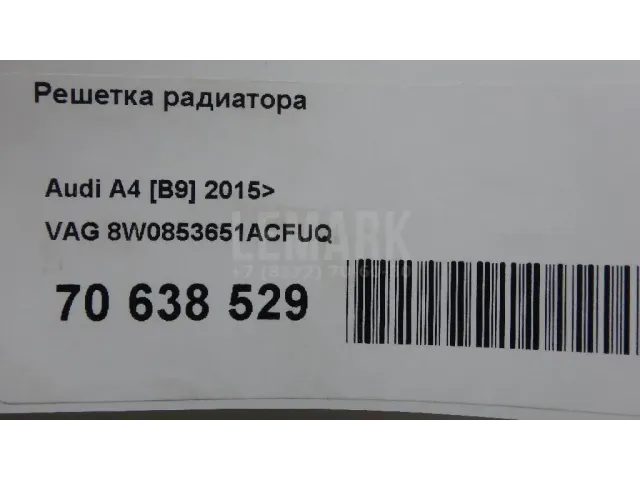 Решетка радиатора
Audi A4 [B9] 2015>
VAG 8W0853651ACFUQ
LEMARK
70 638 529